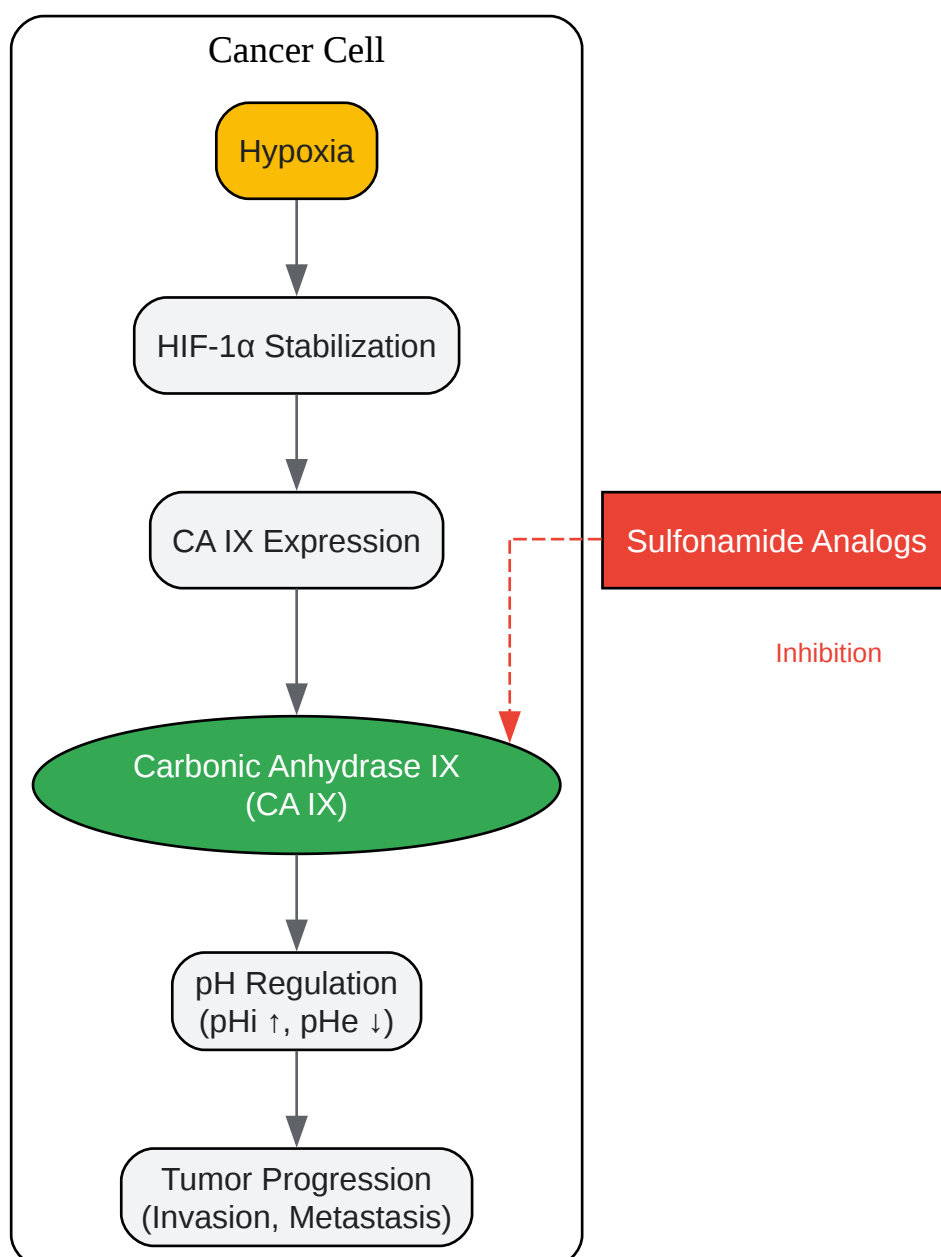 Cancer Cell
Hypoxia
HIF-1α Stabilization
CA IX Expression
Sulfonamide Analogs
Inhibition
Carbonic Anhydrase IX
(CA IX)
pH Regulation
(pHi ↑, pHe ↓)
Tumor Progression
(Invasion, Metastasis)